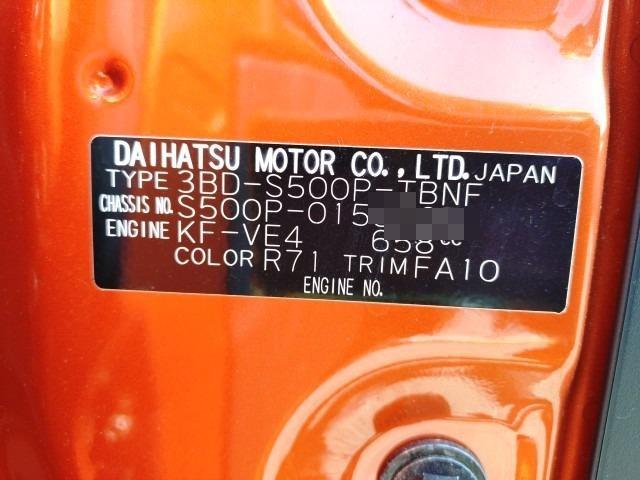 DAIHATSU MOTOR CO., LTD. JAPAN
TYPE 3BD-S500P-TBNF
CHASSIS NO. S500P-015
ENGINE KF-VE4 658cc
COLOR R71 TRIM FA10
ENGINE NO.